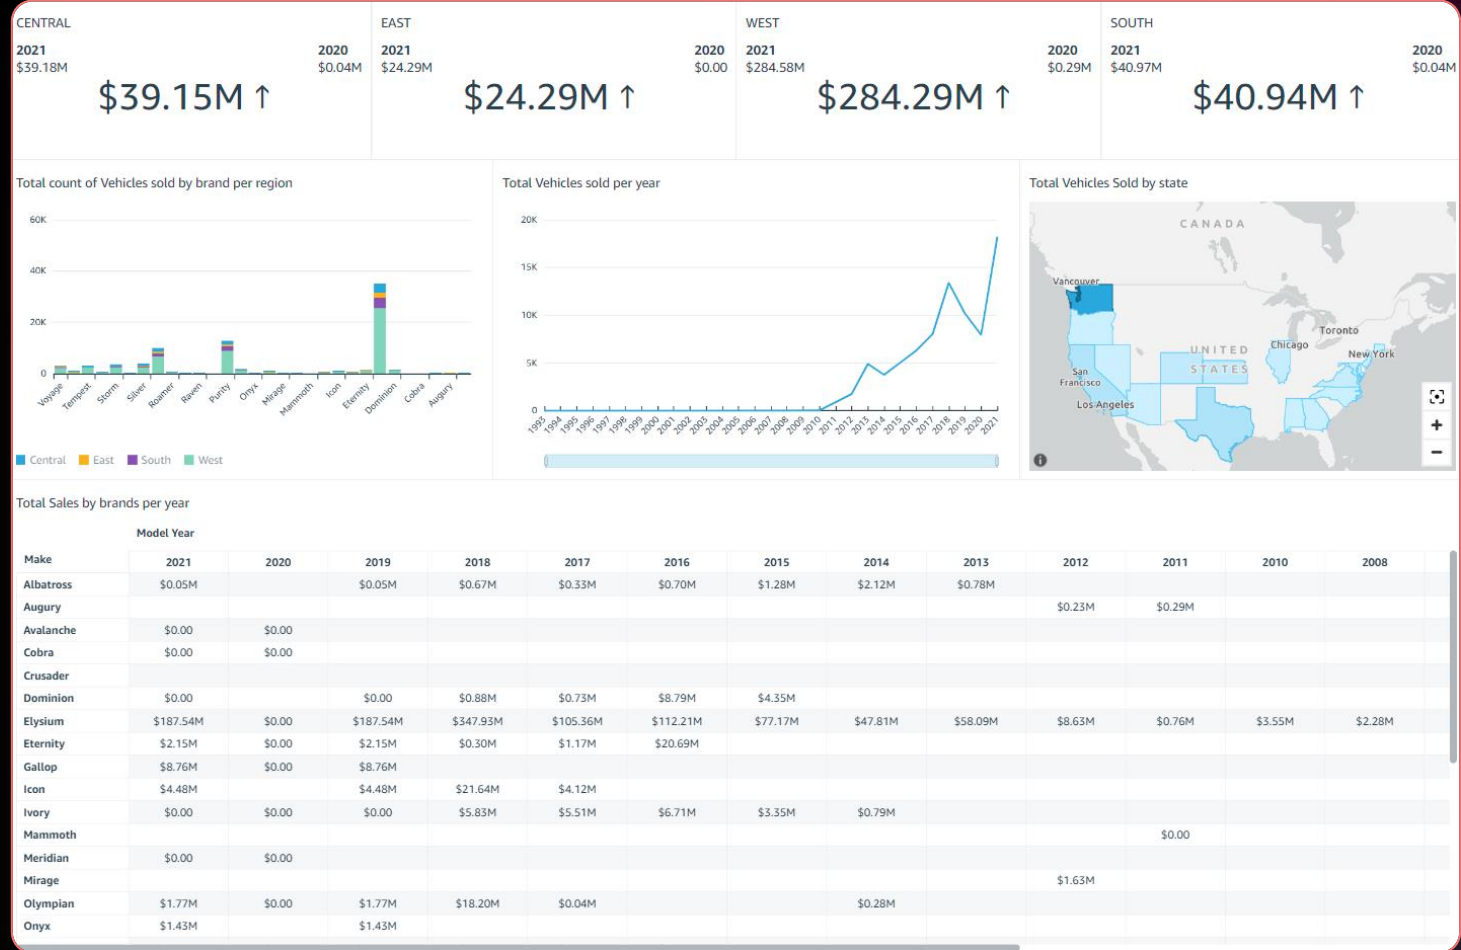 CENTRAL
2021 2020
$39.18M $0.04M
$39.15M ↑
EAST
2021 2020
$24.29M $0.00
$24.29M ↑
WEST
2021 2020
$284.58M $0.29M
$284.29M ↑
SOUTH
2021 2020
$40.97M $0.04M
$40.94M ↑
Total count of Vehicles sold by brand per region
60K
40K
20K
0
Voyage Tempest Storm Silver Roamer Raven Purity Onyx Mirage Mammoth Icon Eternity Dominion Cobra Augury
Central East South West
Total Vehicles sold per year
20K
15K
10K
5K
0
1993 1994 1995 1996 1997 1998 1999 2000 2001 2002 2003 2004 2005 2006 2007 2008 2009 2010 2011 2012 2013 2014 2015 2016 2017 2018 2019 2020 2021
Total Vehicles Sold by state
CANADA
Vancouver
Toronto
Chicago
UNITED
New York
STATES
San
Francisco
Los Angeles
Total Sales by brands per year
Model Year
Make 2021 2020 2019 2018 2017 2016 2015 2014 2013 2012 2011 2010 2008
Albatross $0.05M $0.05M $0.67M $0.33M $0.70M $1.28M $2.12M $0.78M
Augury $0.23M $0.29M
Avalanche $0.00 $0.00
Cobra $0.00 $0.00
Crusader
Dominion $0.00 $0.00 $0.88M $0.73M $8.79M $4.35M
Elysium $187.54M $0.00 $187.54M $347.93M $105.36M $112.21M $77.17M $47.81M $58.09M $8.63M $0.76M $3.55M $2.28M
Eternity $2.15M $0.00 $2.15M $0.30M $1.17M $20.69M
Gallop $8.76M $0.00 $8.76M
Icon $4.48M $4.48M $21.64M $4.12M
Ivory $0.00 $0.00 $0.00 $5.83M $5.51M $6.71M $3.35M $0.79M
Mammoth $0.00
Meridian $0.00 $0.00
Mirage $1.63M
Olympian $1.77M $0.00 $1.77M $18.20M $0.04M $0.28M
Onyx $1.43M $1.43M